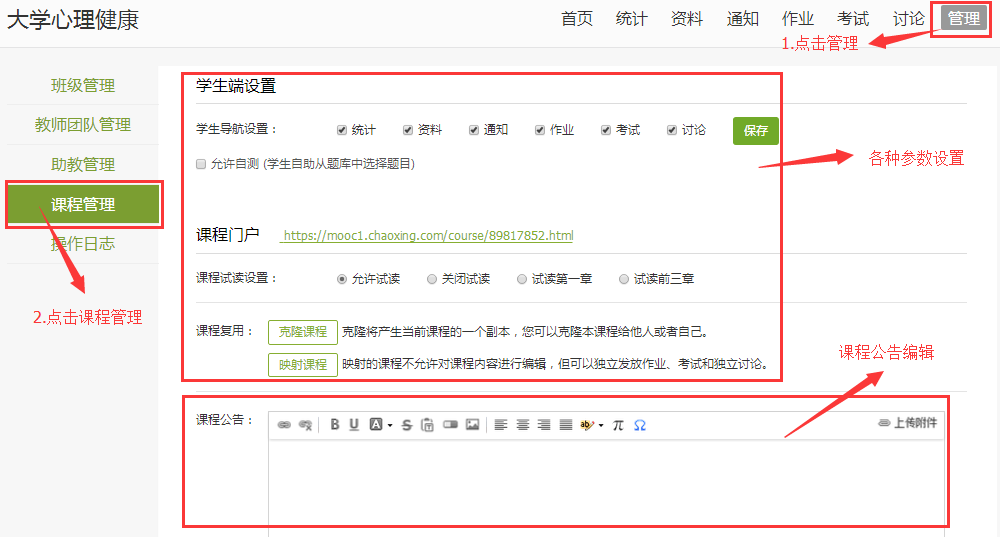 大学心理健康
首页 统计 资料 通知 作业 考试 讨论 管理
1.点击管理
班级管理
教师团队管理
助教管理
课程管理
操作日志
2.点击课程管理
学生端设置
学生导航设置： 统计 资料 通知 作业 考试 讨论 保存
允许自测 (学生自助从题库中选择题目)
各种参数设置
课程门户 https://mooc1.chaoxing.com/course/89817852.html
课程试读设置： 允许试读 关闭试读 试读第一章 试读前三章
课程复用： 克隆课程 克隆将产生当前课程的一个副本，您可以克隆本课程给他人或者自己。
映射课程 映射的课程不允许对课程内容进行编辑，但可以独立发放作业、考试和独立讨论。
课程公告编辑
课程公告： B U A S ab π Ω 上传附件